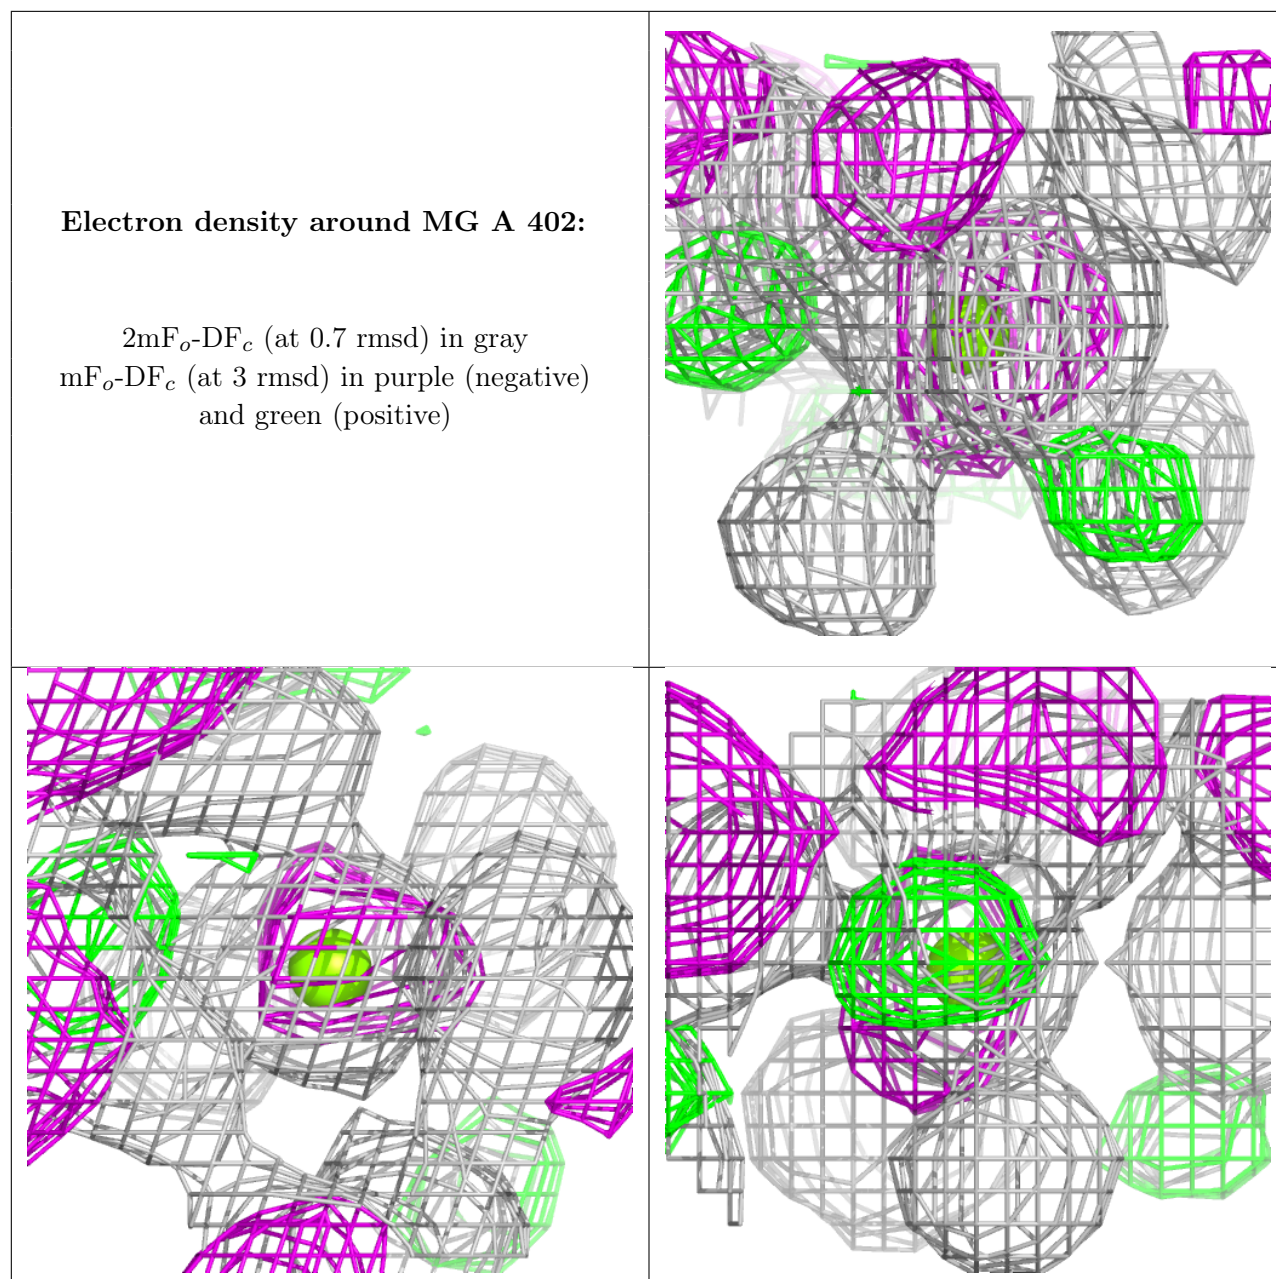 Electron density around MG A 402:
2mFo-DFc (at 0.7 rmsd) in gray
mFo-DFc (at 3 rmsd) in purple (negative)
and green (positive)